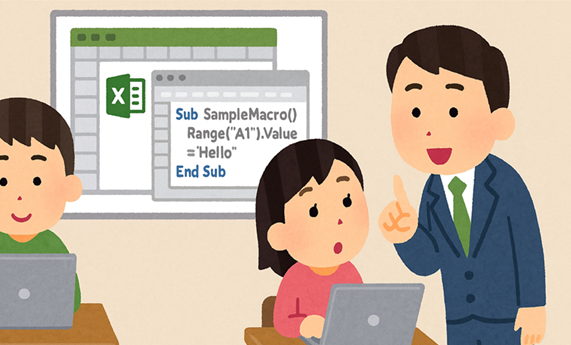 X
Sub SampleMacro()
Range("A1").Value
="Hello"
End Sub